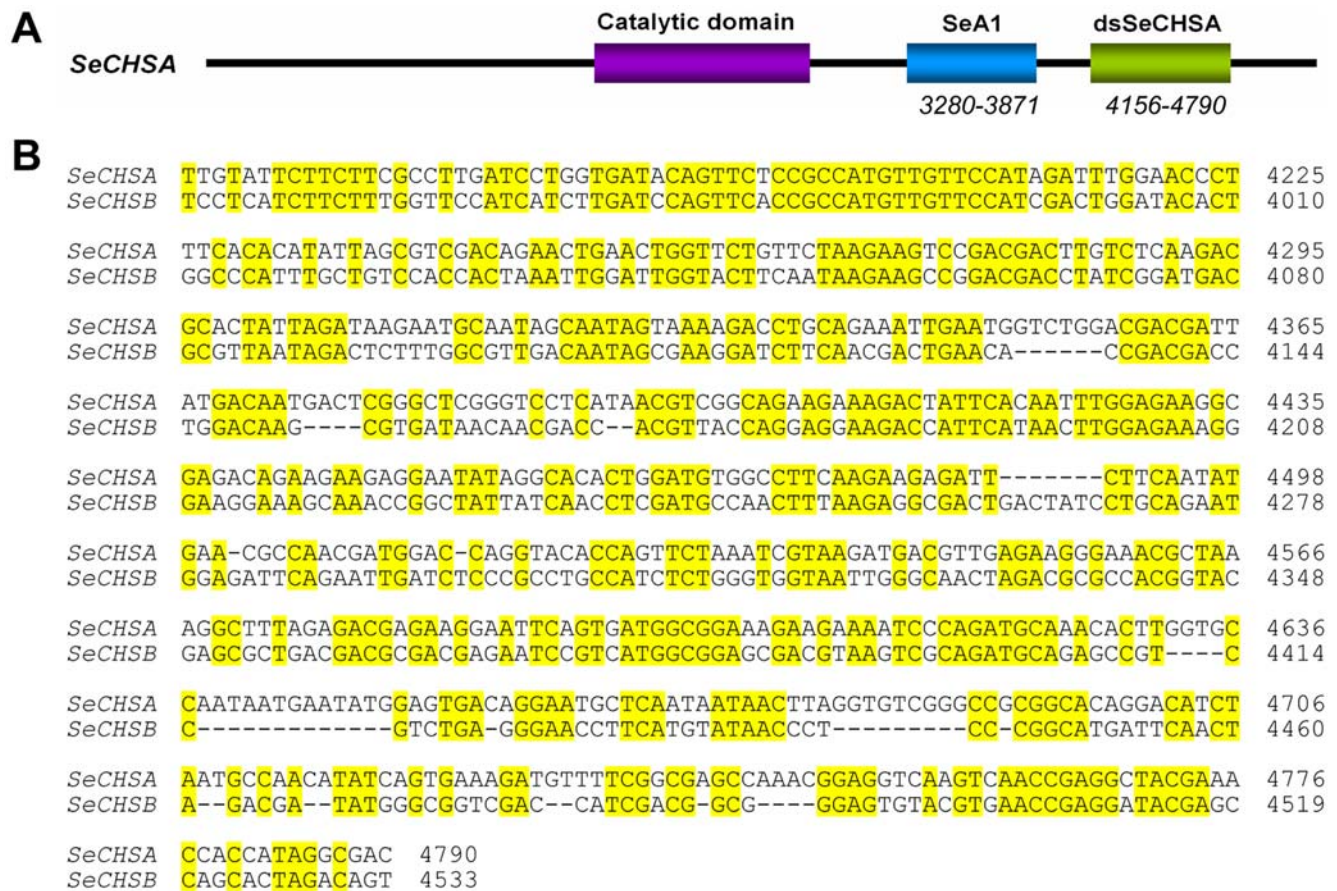 A
Catalytic domain SeA1 dsSeCHSA
SeCHSA
3280-3871 4156-4790
B
SeCHSA TTGTATTCTTCTTCGCCTTGATCCTGGTGATACAGTTCTCCGCCATGTTGTTCCATAGATTTGGAACCCT 4225
SeCHSB TCCTCATCTTCTTTGGTTCCATCATCTTGATCCAGTTCACCGCCATGTTGTTCCATCGACTGGATACACT 4010
SeCHSA TTCACACATATTAGCGTCGACAGAACTGAACTGGTTCTGTTCTAAGAAGTCCGACGACTTGTCTCAAGAC 4295
SeCHSB GGCCCATTTGCTGTCCACCACTAAATTGGATTGGTACTTCAATAAGAAGCCGGACGACCTATCGGATGAC 4080
SeCHSA GCACTATTAGATAAGAATGCAATAGCAATAGTAAAAGACCTGCAGAAATTGAATGGTCTGGACGACGATT 4365
SeCHSB GCGTTAATAGACTCTTTGGCGTTGACAATAGCGAAGGATCTTCAACGACTGAACA------CCGACGACC 4144
SeCHSA ATGACAATGACTCGGGCTCGGGTCCTCATAACGTCGGCAGAAGAAAGACTATTCACAATTTGGAGAAGGC 4435
SeCHSB TGGACAAG----CGTGATAACAACGACC--ACGTTACCAGGAGGAAGACCATTCATAACTTGGAGAAAGG 4208
SeCHSA GAGACAGAAGAAGAGGAATATAGGCACACTGGATGTGGCCTTCAAGAAGAGATT-------CTTCAATAT 4498
SeCHSB GAAGGAAAGCAAACCGGCTATTATCAACCTCGATGCCAACTTTAAGAGGCGACTGACTATCCTGCAGAAT 4278
SeCHSA GAA-CGCCAACGATGGAC-CAGGTACACCAGTTCTAAATCGTAAGATGACGTTGAGAAGGGAAACGCTAA 4566
SeCHSB GGAGATTCAGAATTGATCTCCCGCCTGCCATCTCTGGGTGGTAATTGGGCAACTAGACGCGCCACGGTAC 4348
SeCHSA AGGCTTTAGAGACGAGAAGGAATTCAGTGATGGCGGAAAGAAGAAAATCCCAGATGCAAACACTTGGTGC 4636
SeCHSB GAGCGCTGACGACGCGACGAGAATCCGTCATGGCGGAGCGACGTAAGTCGCAGATGCAGAGCCGT----C 4414
SeCHSA CAATAATGAATATGGAGTGACAGGAATGCTCAATAATAACTTAGGTGTCGGGCCGCGGCACAGGACATCT 4706
SeCHSB C-------------GTCTGA-GGGAACCTTCATGTATAACCCT---------CC-CGGCATGATTCAACT 4460
SeCHSA AATGCCAACATATCAGTGAAAGATGTTTTCGGCGAGCCAAACGGAGGTCAAGTCAACCGAGGCTACGAAA 4776
SeCHSB A--GACGA--TATGGGCGGTCGAC--CATCGACG-GCG----GGAGTGTACGTGAACCGAGGATACGAGC 4519
SeCHSA CCACCATAGGCGAC 4790
SeCHSB CAGCACTAGACAGT 4533